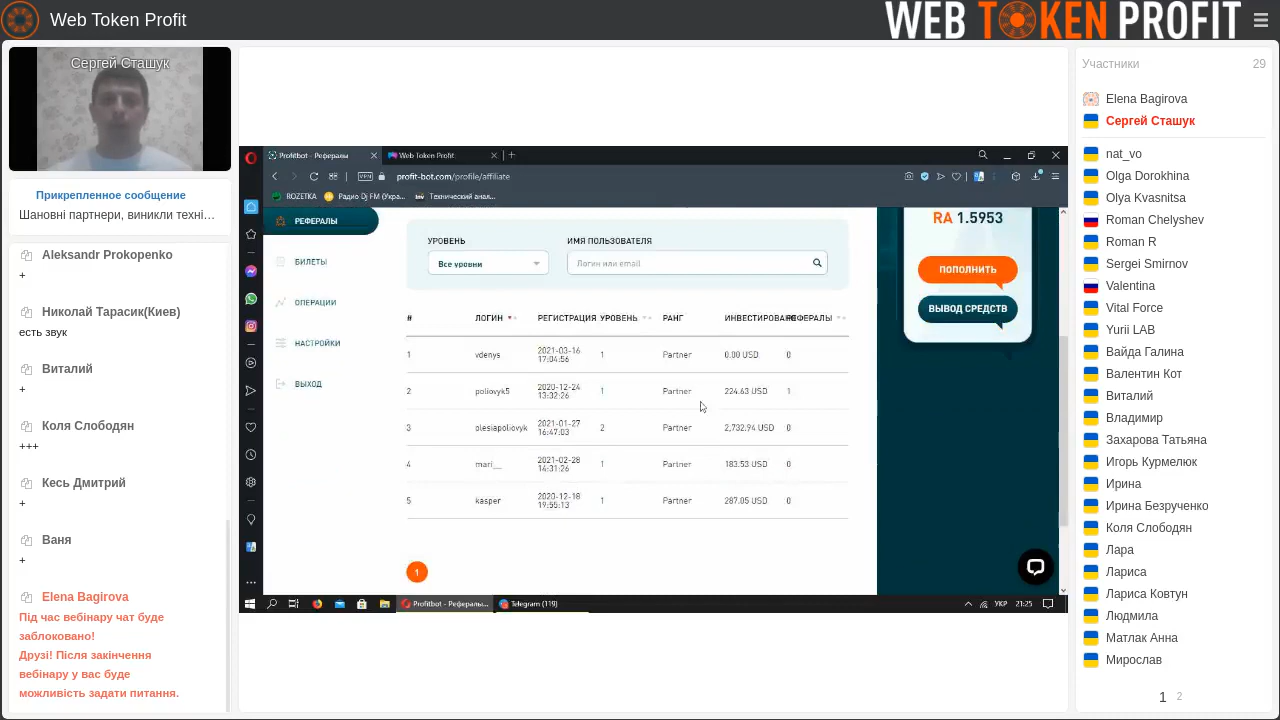 Web Token Profit
WEB TOKEN PROFIT
Сергей Сташук
Прикрепленное сообщение
Шановні партнери, виникли техні…
Aleksandr Prokopenko
+
Николай Тарасик(Киев)
есть звук
Виталий
+
Коля Слободян
+++
Кесь Дмитрий
+
Ваня
+
Elena Bagirova
Під час вебінару чат буде
заблоковано!
Друзі! Після закінчення
вебінару у вас буде
можливість задати питання.
Profitbot - Рефералы
Web Token Profit
VPN profit-bot.com/profile/affiliate
ROZETKA Радио Dj FM (Укра... Технический анал...
РЕФЕРАЛЫ
БИЛЕТЫ
ОПЕРАЦИИ
НАСТРОЙКИ
ВЫХОД
УРОВЕНЬ ИМЯ ПОЛЬЗОВАТЕЛЯ
Все уровни Логин или email
# ЛОГИН РЕГИСТРАЦИЯ УРОВЕНЬ РАНГ ИНВЕСТИРОВАНО РЕФЕРАЛЫ
1 vdenys 2021-03-16 17:04:56 1 Partner 0.00 USD 0
2 poliovyk5 2020-12-24 13:32:26 1 Partner 224.63 USD 1
3 olesiapoliovyk 2021-01-27 16:47:03 2 Partner 2,732.94 USD 0
4 mari__ 2021-02-28 14:31:26 1 Partner 183.53 USD 0
5 kasper 2020-12-18 19:55:13 1 Partner 287.05 USD 0
1
RA 1.5953
ПОПОЛНИТЬ
ВЫВОД СРЕДСТВ
Profitbot - Рефералы... Telegram (119) УКР 21:25
Участники 29
Elena Bagirova
Сергей Сташук
nat_vo
Olga Dorokhina
Olya Kvasnitsa
Roman Chelyshev
Roman R
Sergei Smirnov
Valentina
Vital Force
Yurii LAB
Вайда Галина
Валентин Кот
Виталий
Владимир
Захарова Татьяна
Игорь Курмелюк
Ирина
Ирина Безрученко
Коля Слободян
Лара
Лариса
Лариса Ковтун
Людмила
Матлак Анна
Мирослав
1 2